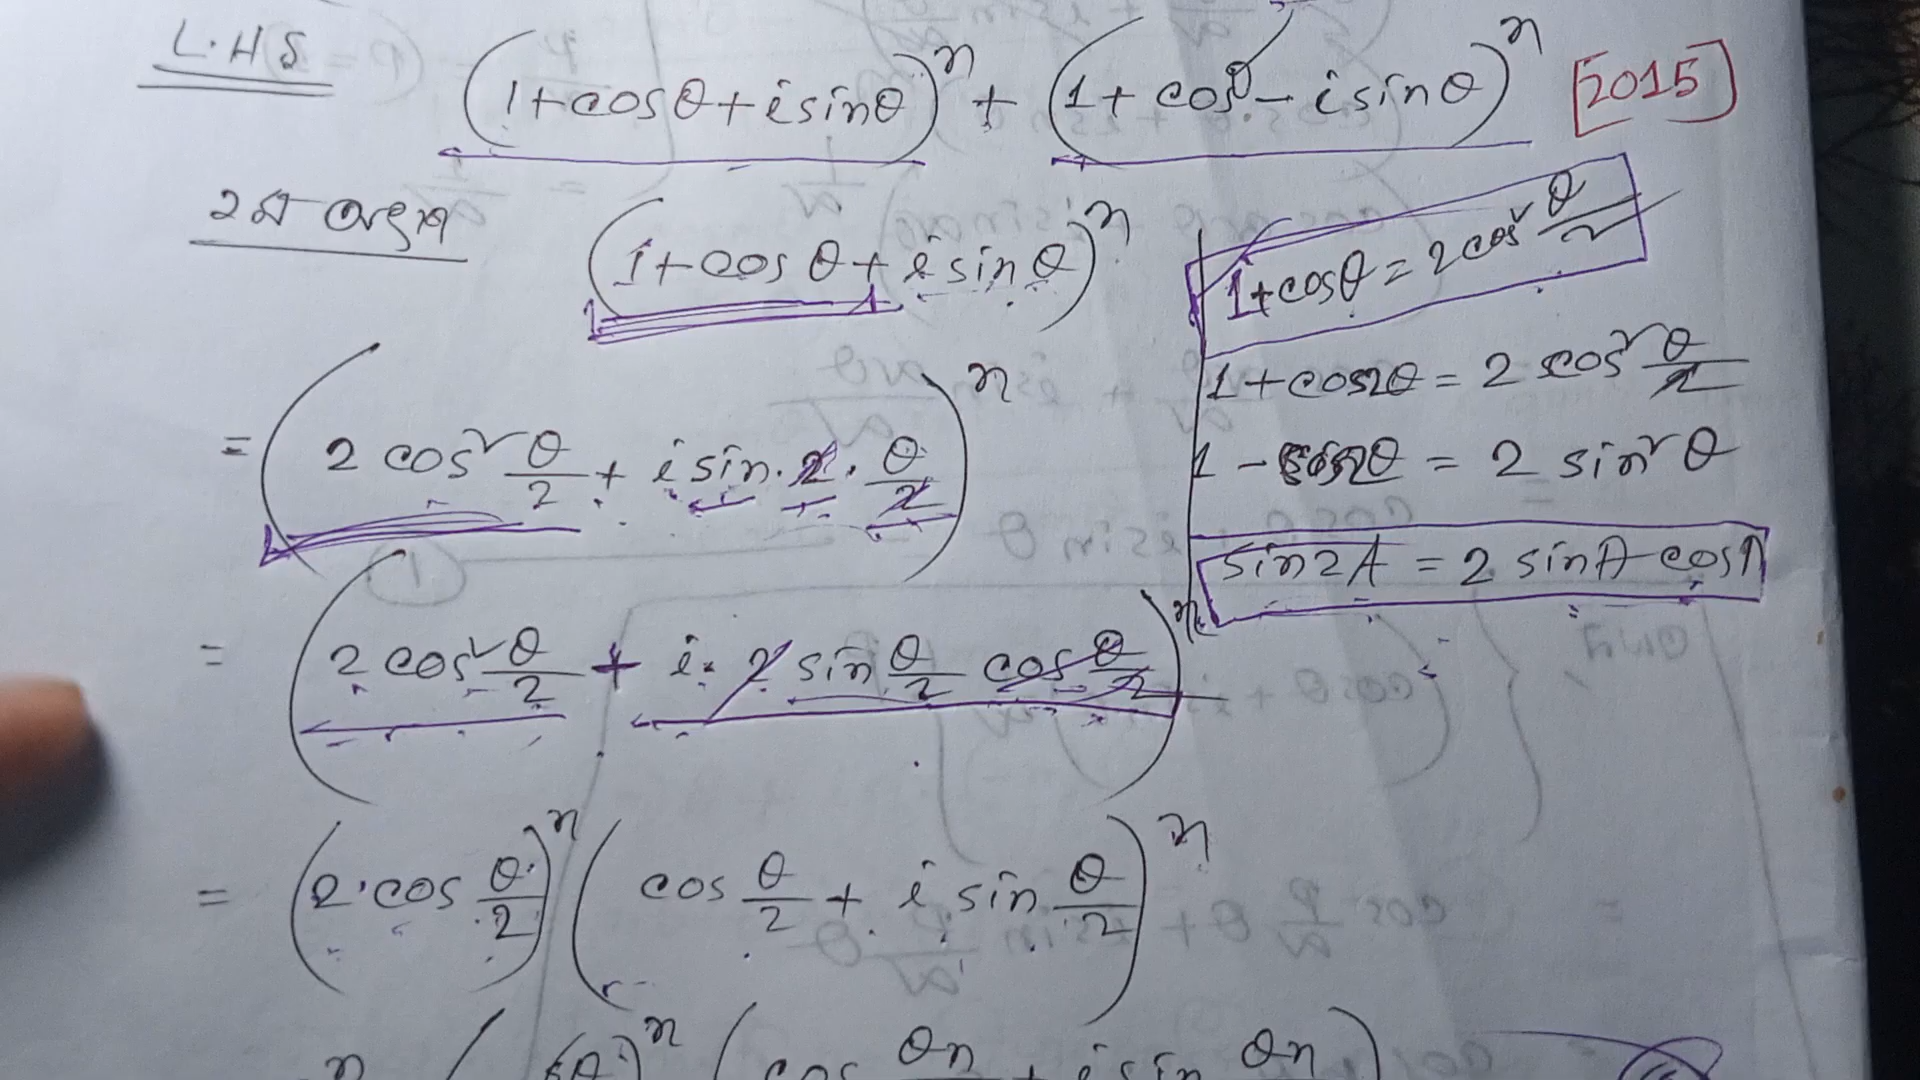 L.H.S (1+cosθ+isinθ)ⁿ + (1+cosθ-isinθ)ⁿ [2015]
১ম অংশ (1+cosθ+isinθ)ⁿ
1+cosθ = 2cos² θ/2
1+cos2θ = 2cos² θ/2
= (2cos² θ/2 + isin.2.θ/2)ⁿ
1-cos2θ = 2sin²θ
sin2A = 2sinA cosA
= (2cos² θ/2 + i.2sin θ/2 cos θ/2)ⁿ
= (2.cos θ/2)ⁿ (cos θ/2 + isin θ/2)ⁿ